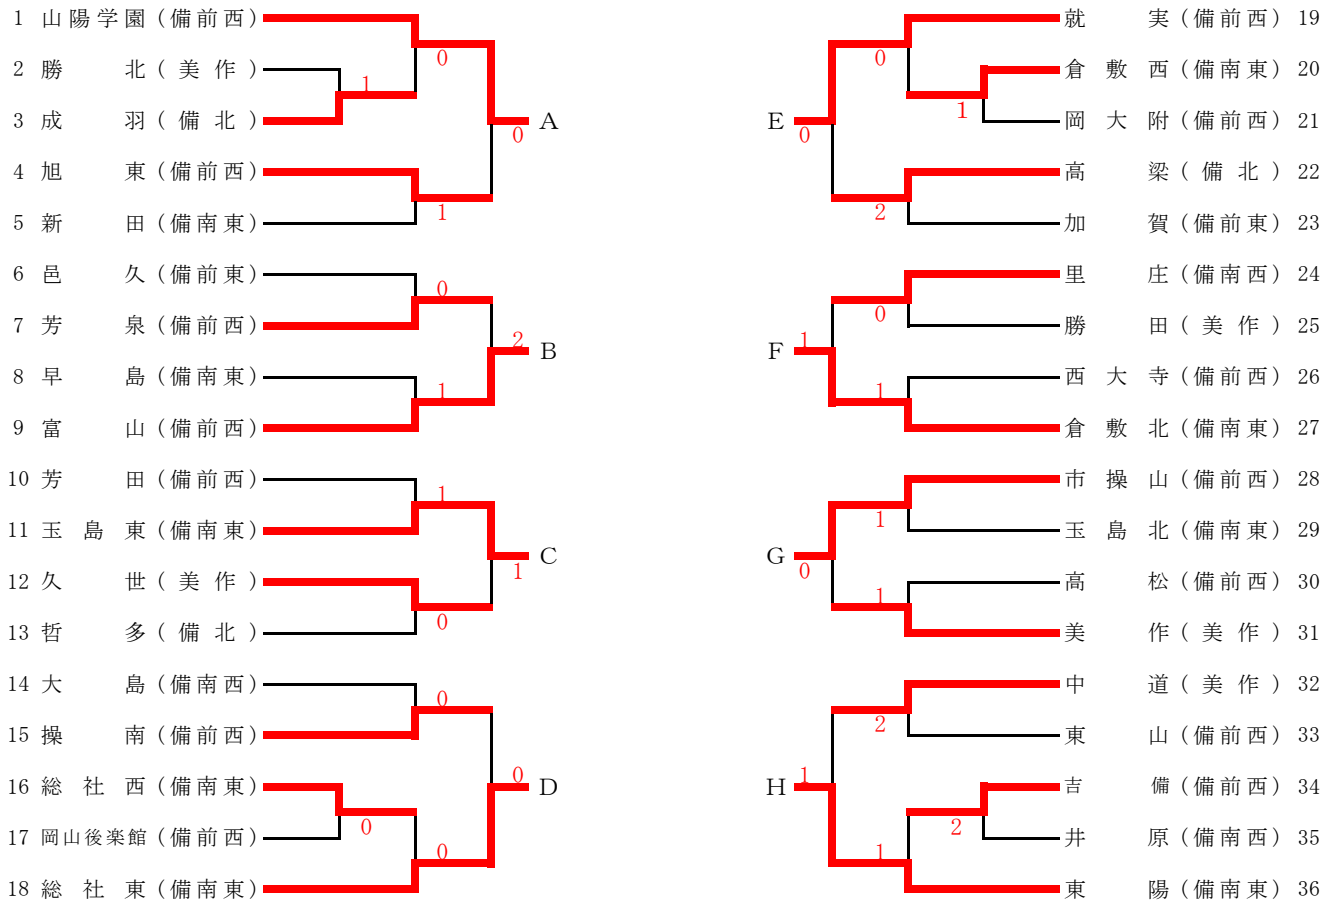 1 山陽学園(備前西)
0
2 勝 北(美 作)
1
3 成 羽(備 北)
A
0
4 旭 東(備前西)
1
5 新 田(備南東)
6 邑 久(備前東)
0
7 芳 泉(備前西)
2
B
8 早 島(備南東)
1
9 富 山(備前西)
10 芳 田(備前西)
1
11 玉 島 東(備南東)
C
1
12 久 世(美 作)
0
13 哲 多(備 北)
14 大 島(備南西)
0
15 操 南(備前西)
0
D
16 総 社 西(備南東)
0
17 岡山後楽館(備前西)
0
18 総 社 東(備南東)
就 実(備前西) 19
0
倉 敷 西(備南東) 20
1
岡 大 附(備前西) 21
E
0
高 梁(備 北) 22
2
加 賀(備前東) 23
里 庄(備南西) 24
0
勝 田(美 作) 25
1
F
西 大 寺(備前西) 26
1
倉 敷 北(備南東) 27
市 操 山(備前西) 28
1
玉 島 北(備南東) 29
G
0
高 松(備前西) 30
1
美 作(美 作) 31
中 道(美 作) 32
2
東 山(備前西) 33
1
H
吉 備(備前西) 34
2
井 原(備南西) 35
1
東 陽(備南東) 36